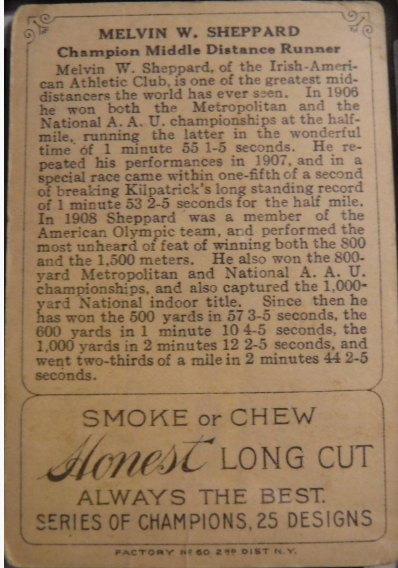 MELVIN W. SHEPPARD
Champion Middle Distance Runner
Melvin W. Sheppard, of the Irish-Ameri-
can Athletic Club, is one of the greatest mid-
distancers the world has ever seen. In 1906
he won both the Metropolitan and the
National A. A. U. championships at the half-
mile, running the latter in the wonderful
time of 1 minute 55 1-5 seconds. He re-
peated his performances in 1907, and in a
special race came within one-fifth of a second
of breaking Kilpatrick's long standing record
of 1 minute 53 2-5 seconds for the half mile.
In 1908 Sheppard was a member of the
American Olympic team, and performed the
most unheard of feat of winning both the 800
and the 1,500 meters. He also won the 800-
yard Metropolitan and National A. A. U.
championships, and also captured the 1,000-
yard National indoor title. Since then he
has won the 500 yards in 57 3-5 seconds, the
600 yards in 1 minute 10 4-5 seconds, the
1,000 yards in 2 minutes 12 2-5 seconds, and
went two-thirds of a mile in 2 minutes 44 2-5
seconds.
SMOKE or CHEW
Honest LONG CUT
ALWAYS THE BEST.
SERIES OF CHAMPIONS, 25 DESIGNS
FACTORY Nº 60 2ND DIST N.Y.